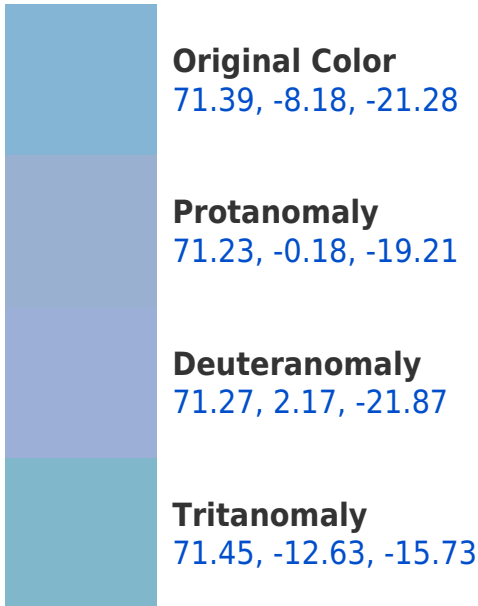 Original Color
71.39, -8.18, -21.28
Protanomaly
71.23, -0.18, -19.21
Deuteranomaly
71.27, 2.17, -21.87
Tritanomaly
71.45, -12.63, -15.73